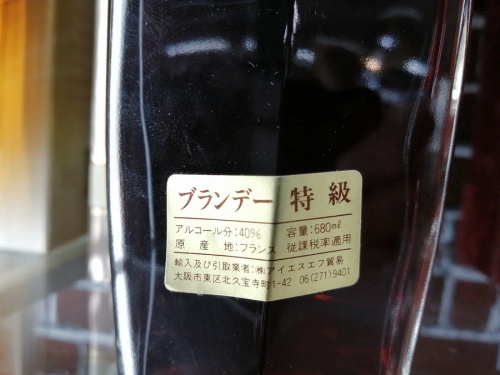 ブランデー 特級
アルコール分:40% 容量:680ml
原産地:フランス 従課税率適用
輸入及び引取業者:(株)アイエスエフ貿易
大阪市東区北久宝寺町1-42 06(271)9401